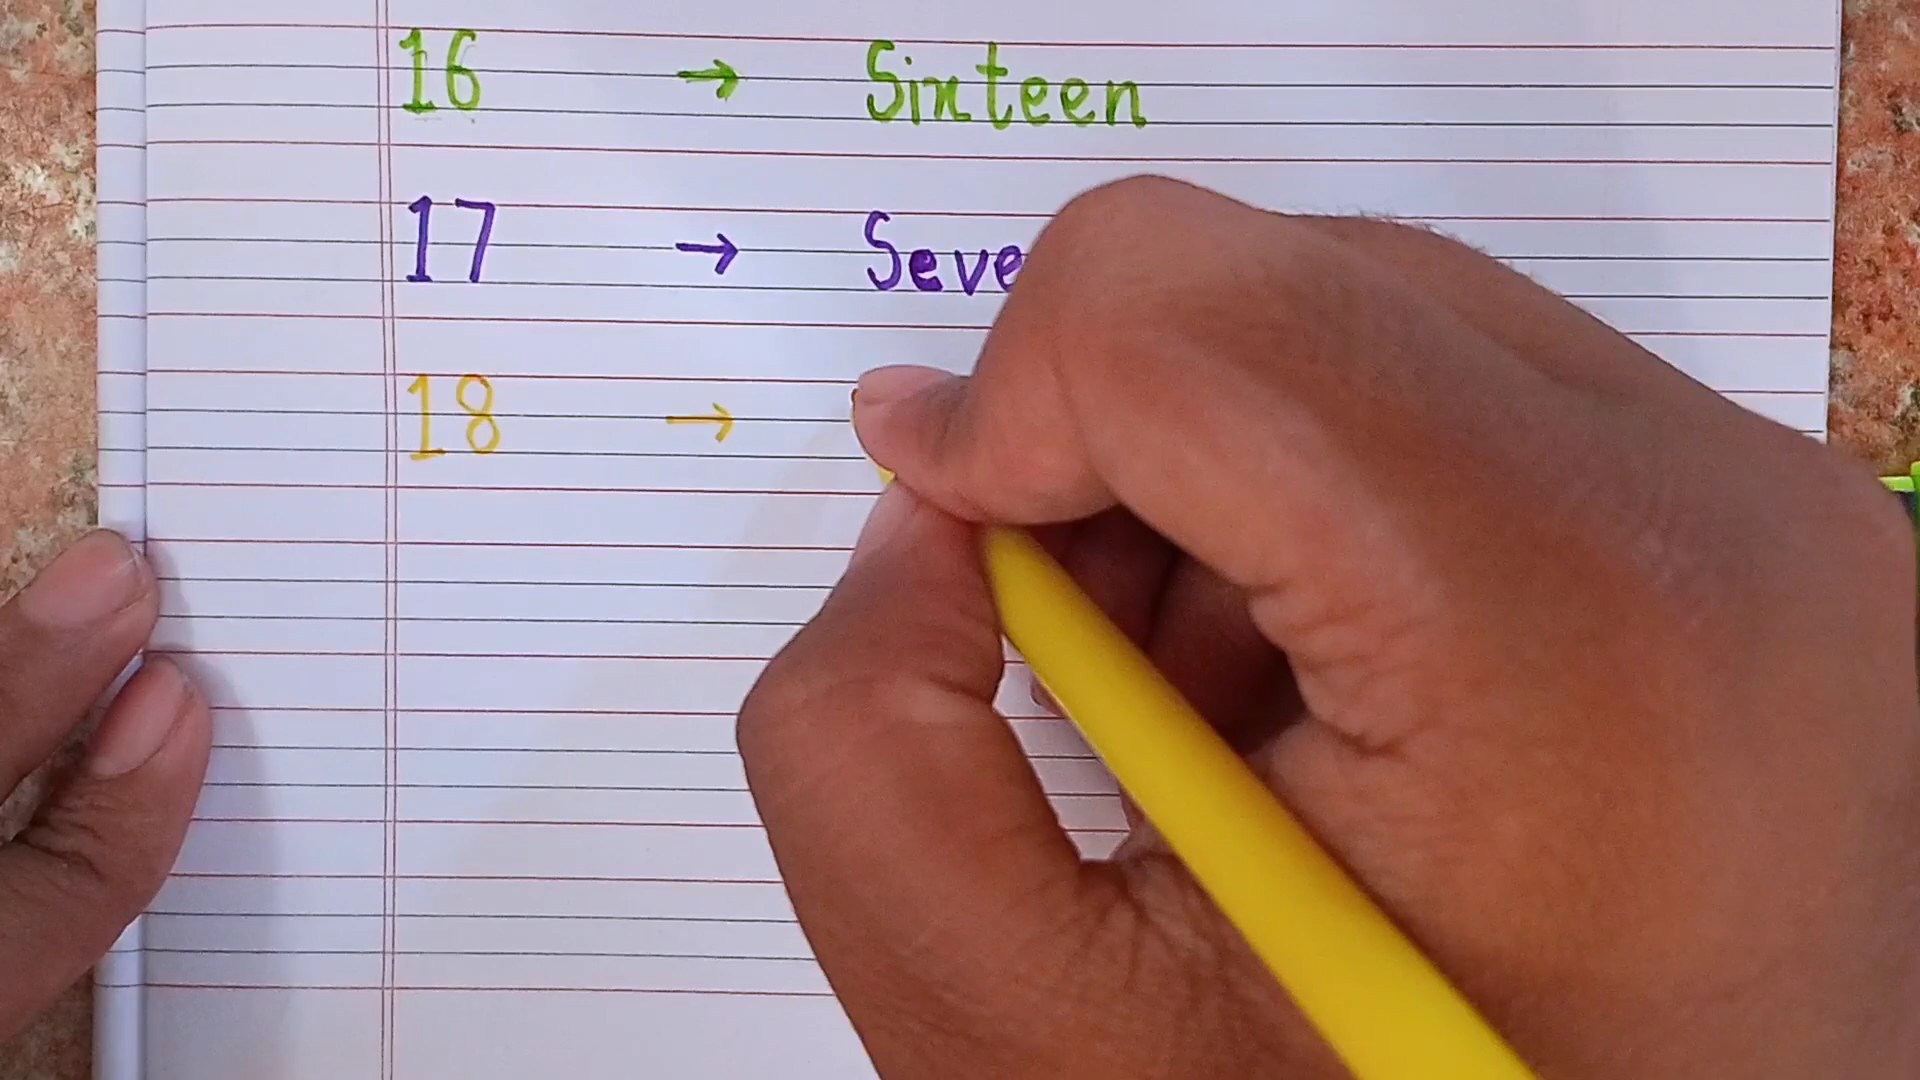 16 → Sixteen
17 → Seve
18 →